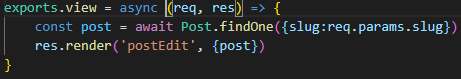 exports.view = async (req, res) => {
    const post = await Post.findOne({slug:req.params.slug})
    res.render('postEdit', {post})
}